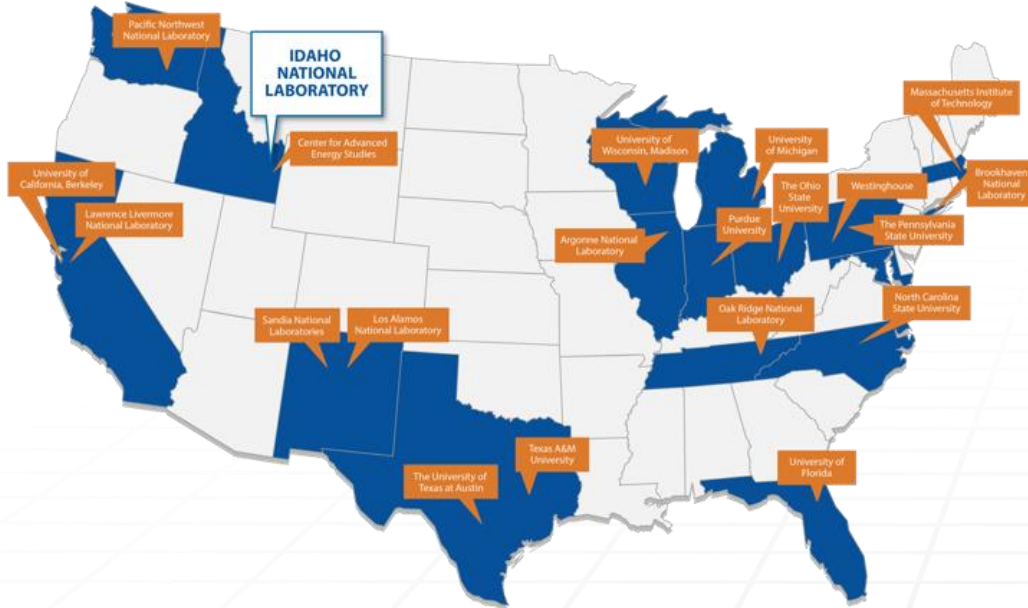 Pacific Northwest
National Laboratory
IDAHO
NATIONAL
LABORATORY
Massachusetts Institute
of Technology
Center for Advanced
Energy Studies
University of
Wisconsin, Madison
University
of Michigan
University of
California, Berkeley
The Ohio
State
University
Westinghouse
Brookhaven
National
Laboratory
Lawrence Livermore
National Laboratory
Purdue
University
The Pennsylvania
State University
Argonne National
Laboratory
Oak Ridge National
Laboratory
North Carolina
State University
Sandia National
Laboratories
Los Alamos
National Laboratory
Texas A&M
University
The University of
Texas at Austin
University of
Florida